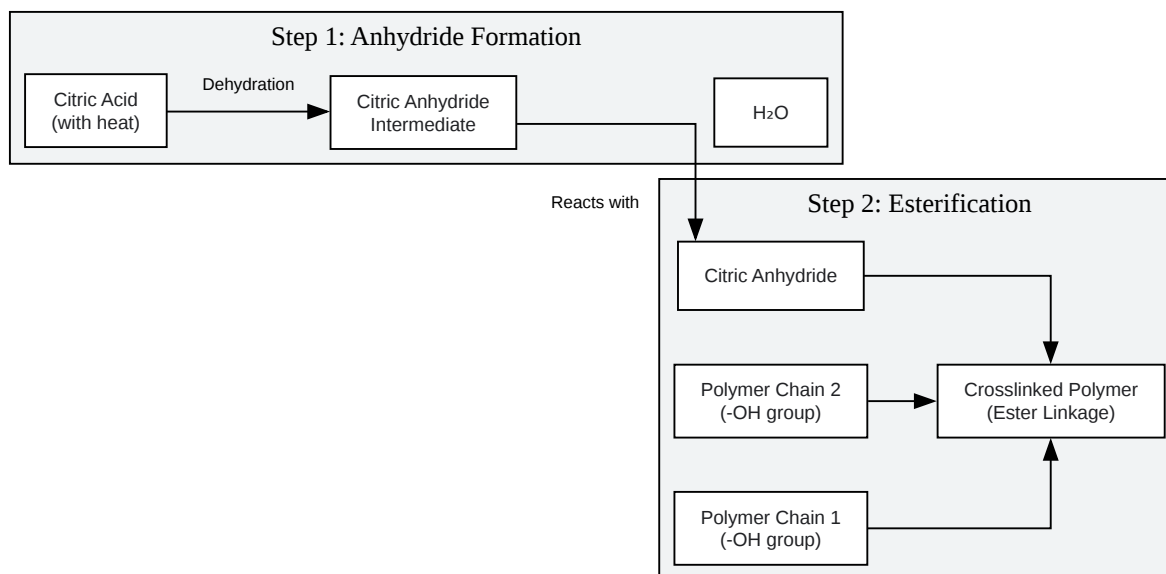 Step 1: Anhydride Formation
Citric Acid
(with heat)
Dehydration
Citric Anhydride
Intermediate
H₂O
Reacts with
Step 2: Esterification
Citric Anhydride
Polymer Chain 2
(-OH group)
Crosslinked Polymer
(Ester Linkage)
Polymer Chain 1
(-OH group)